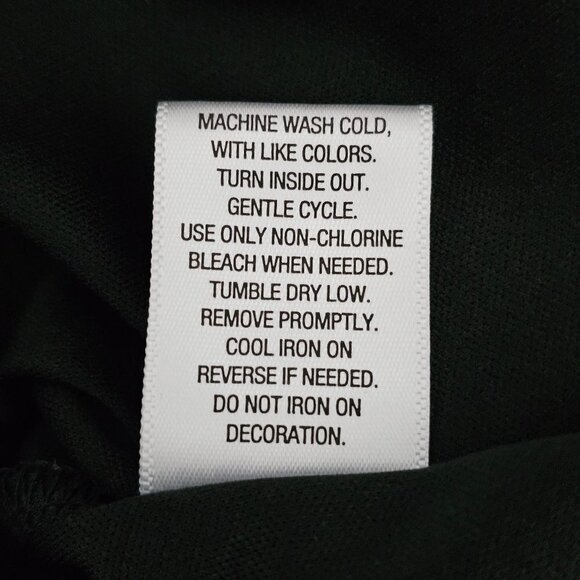 MACHINE WASH COLD,
WITH LIKE COLORS.
TURN INSIDE OUT.
GENTLE CYCLE.
USE ONLY NON-CHLORINE
BLEACH WHEN NEEDED.
TUMBLE DRY LOW.
REMOVE PROMPTLY.
COOL IRON ON
REVERSE IF NEEDED.
DO NOT IRON ON
DECORATION.